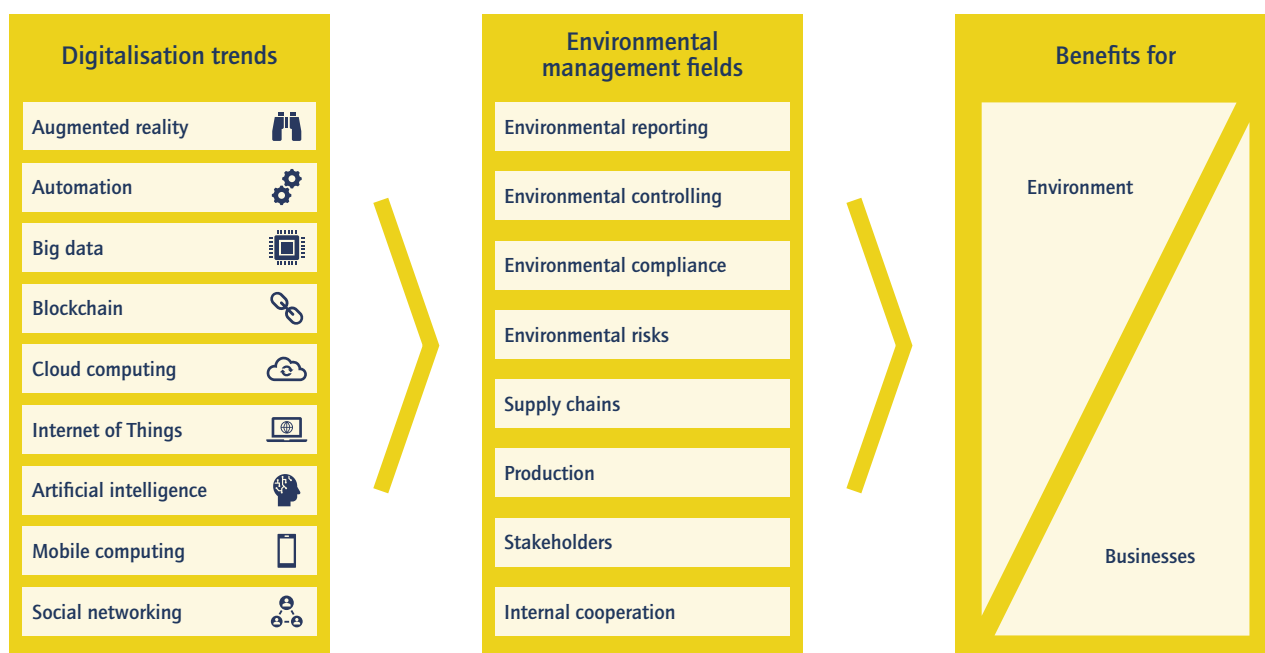 Digitalisation trends
Augmented reality
Automation
Big data
Blockchain
Cloud computing
Internet of Things
Artificial intelligence
Mobile computing
Social networking
Environmental
management fields
Environmental reporting
Environmental controlling
Environmental compliance
Environmental risks
Supply chains
Production
Stakeholders
Internal cooperation
Benefits for
Environment
Businesses